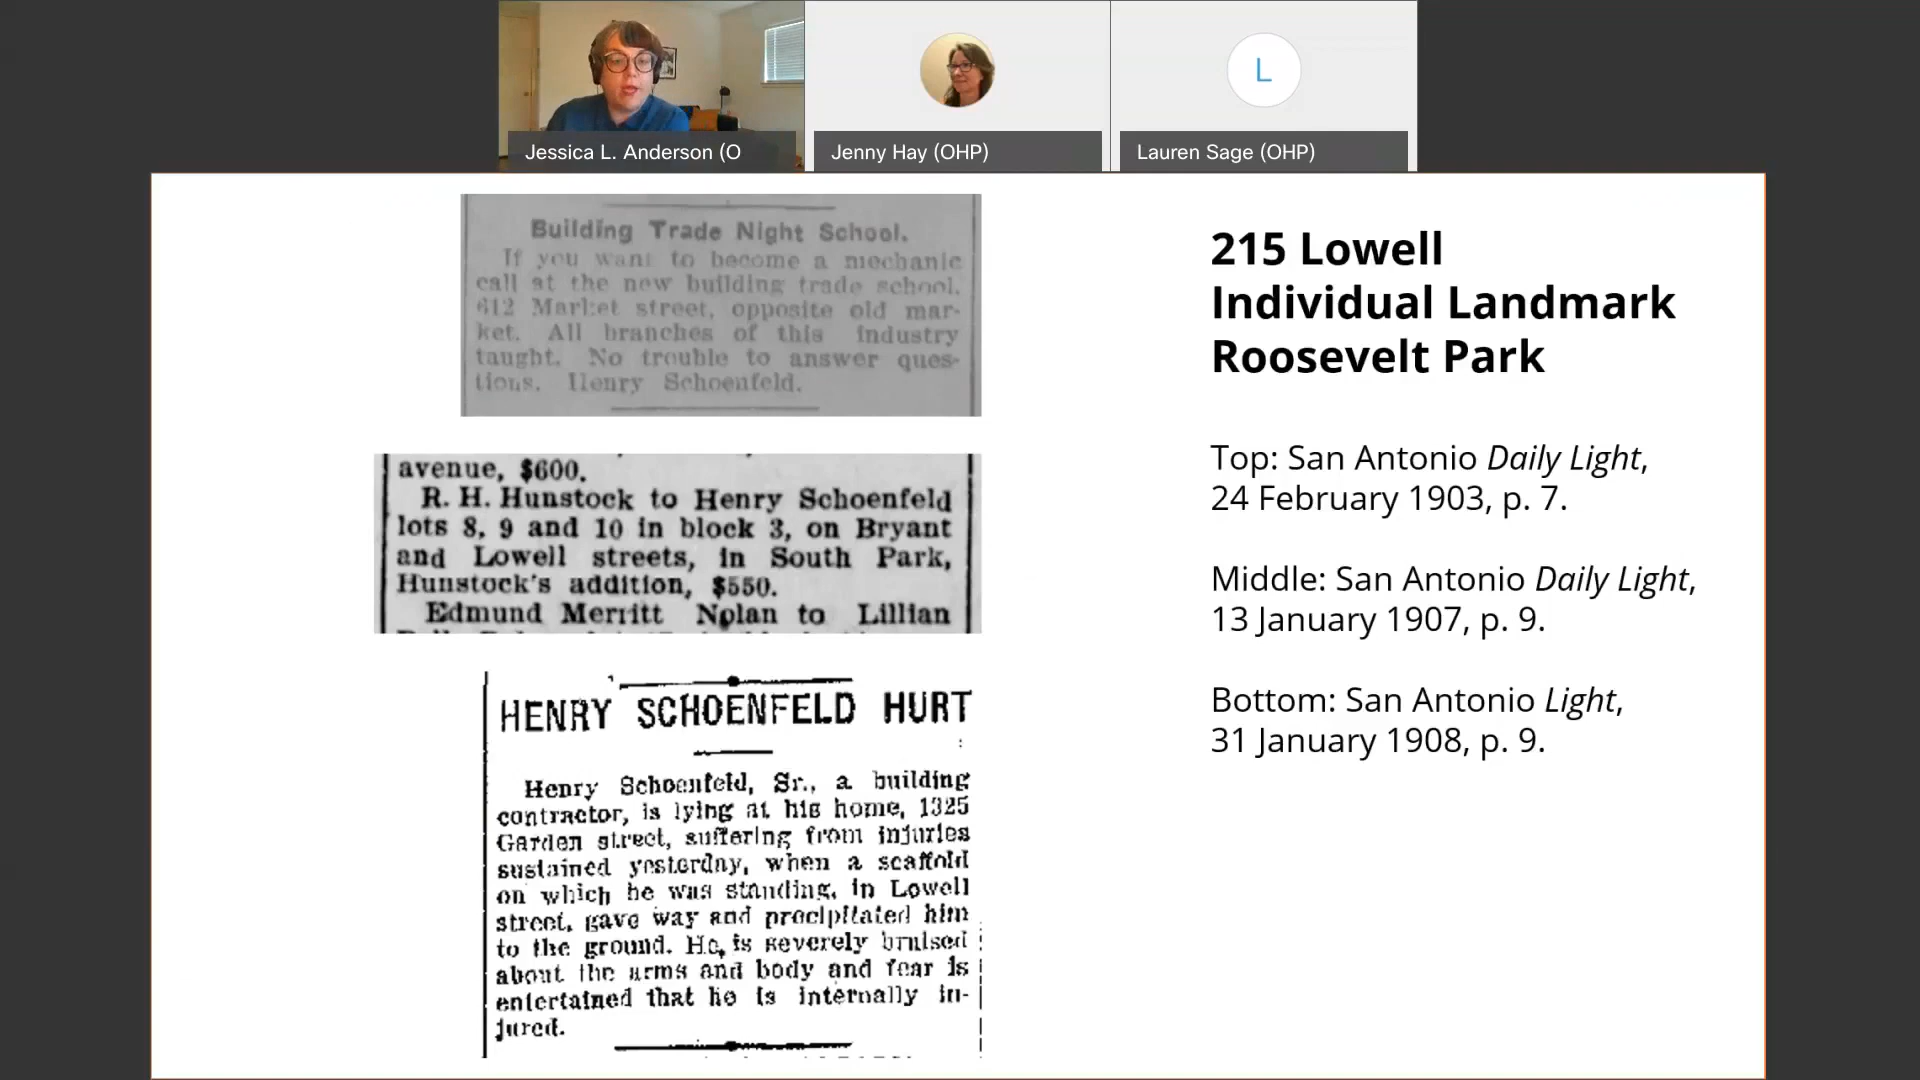 Jessica L. Anderson (O
Jenny Hay (OHP)
L
Lauren Sage (OHP)
Building Trade Night School.
If you want to become a mechanic
call at the new building trade school,
612 Market street, opposite old mar-
ket. All branches of this industry
taught. No trouble to answer ques-
tions. Henry Schoenfeld.
avenue, $600.
R. H. Hunstock to Henry Schoenfeld
lots 8, 9 and 10 in block 3, on Bryant
and Lowell streets, in South Park,
Hunstock's addition, $550.
Edmund Merritt Nolan to Lillian
HENRY SCHOENFELD HURT
Henry Schoenfeld, Sr., a building
contractor, is lying at his home, 1325
Garden street, suffering from injuries
sustained yesterday, when a scaffold
on which he was standing, in Lowell
street, gave way and precipitated him
to the ground. He is severely bruised
about the arms and body and fear is
entertained that he is internally in-
jured.
215 Lowell
Individual Landmark
Roosevelt Park
Top: San Antonio Daily Light,
24 February 1903, p. 7.
Middle: San Antonio Daily Light,
13 January 1907, p. 9.
Bottom: San Antonio Light,
31 January 1908, p. 9.